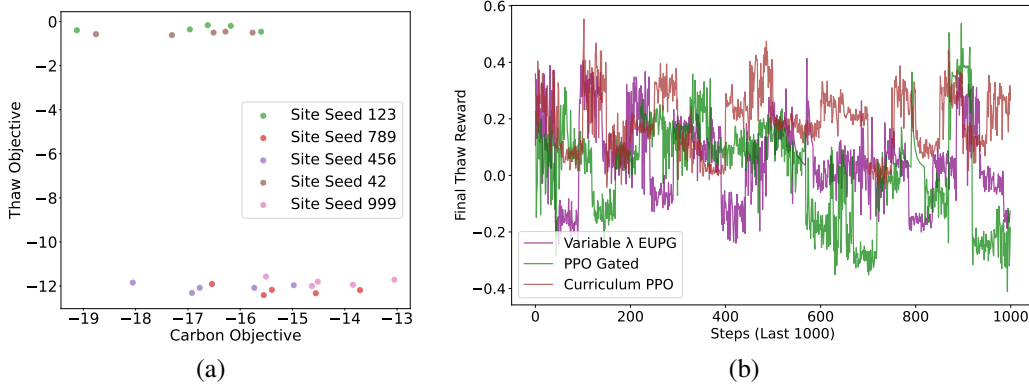 0
−2
−4
−6
−8
−10
−12
Thaw Objective
Site Seed 123
Site Seed 789
Site Seed 456
Site Seed 42
Site Seed 999
−19 −18 −17 −16 −15 −14 −13
Carbon Objective
(a)
0.6
0.4
0.2
0.0
−0.2
−0.4
Final Thaw Reward
Variable λ EUPG
PPO Gated
Curriculum PPO
0 200 400 600 800 1000
Steps (Last 1000)
(b)